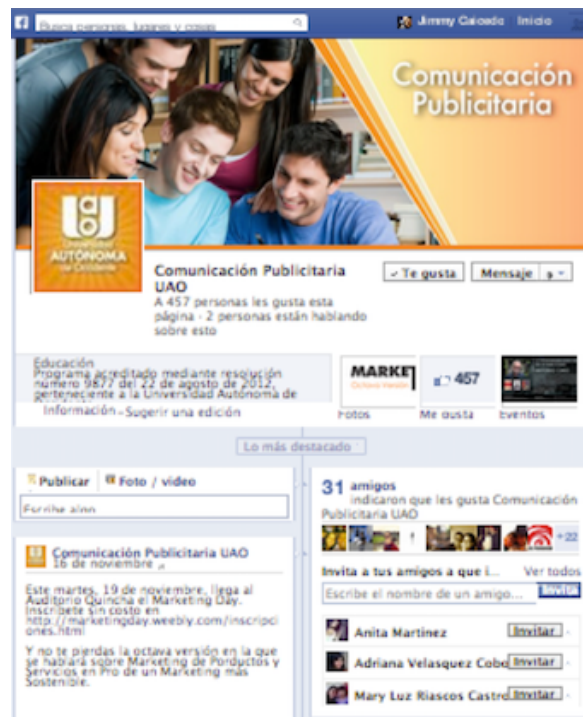 Busca personas, lugares y cosas
Jimmy Caicedo Inicio
Comunicación
Publicitaria
uao
Universidad
AUTÓNOMA
de Occidente
Comunicación Publicitaria
UAO
A 457 personas les gusta esta
página · 2 personas están hablando
sobre esto
✓ Te gusta
Mensaje
Educación
Programa acreditado mediante resolución
número 9877 del 22 de agosto de 2012,
perteneciente a la Universidad Autónoma de
Información - Sugerir una edición
MARKE
Octava Versión
457
Fotos
Me gusta
Eventos
Lo más destacado
Publicar Foto / video
Escribe algo
Comunicación Publicitaria UAO
16 de noviembre
Este martes, 19 de noviembre, llega al
Auditorio Quincha el Marketing Day.
Inscríbete sin costo en
http://marketingday.weebly.com/inscripci
ones.html
Y no te pierdas la octava versión en la que
se hablará sobre Marketing de Porductos y
Servicios en Pro de un Marketing más
Sostenible.
31 amigos
indicaron que les gusta Comunicación
Publicitaria UAO
+22
Invita a tus amigos a que i... Ver todos
Escribe el nombre de un amigo... Invita
Anita Martinez Invitar
Adriana Velasquez Cobo Invitar
Mary Luz Riascos Castro Invitar